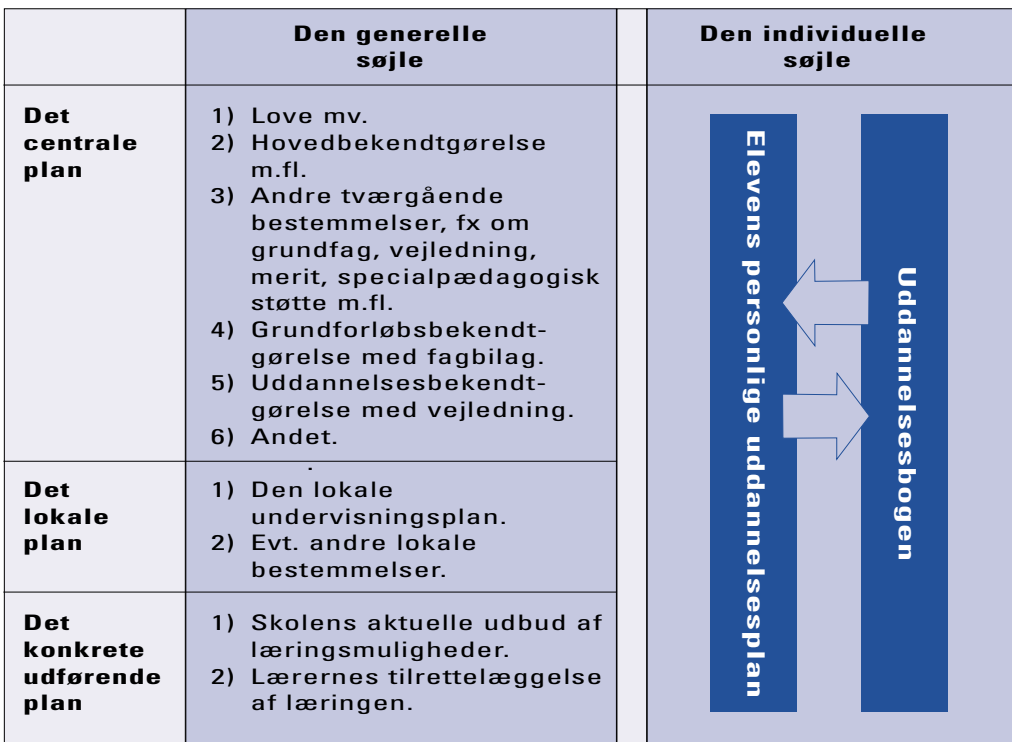 Den generelle
søjle
Den individuelle
søjle
Det
centrale
plan
1) Love mv.
2) Hovedbekendtgørelse
m.fl.
3) Andre tværgående
bestemmelser, fx om
grundfag, vejledning,
merit, specialpædagogisk
støtte m.fl.
4) Grundforløbsbekendt-
gørelse med fagbilag.
5) Uddannelsesbekendt-
gørelse med vejledning.
6) Andet.
.
Det
lokale
plan
1) Den lokale
undervisningsplan.
2) Evt. andre lokale
bestemmelser.
Det
konkrete
udførende
plan
1) Skolens aktuelle udbud af
læringsmuligheder.
2) Lærernes tilrettelæggelse
af læringen.
Elevens personlige uddannelsesplan
Uddannelsesbogen